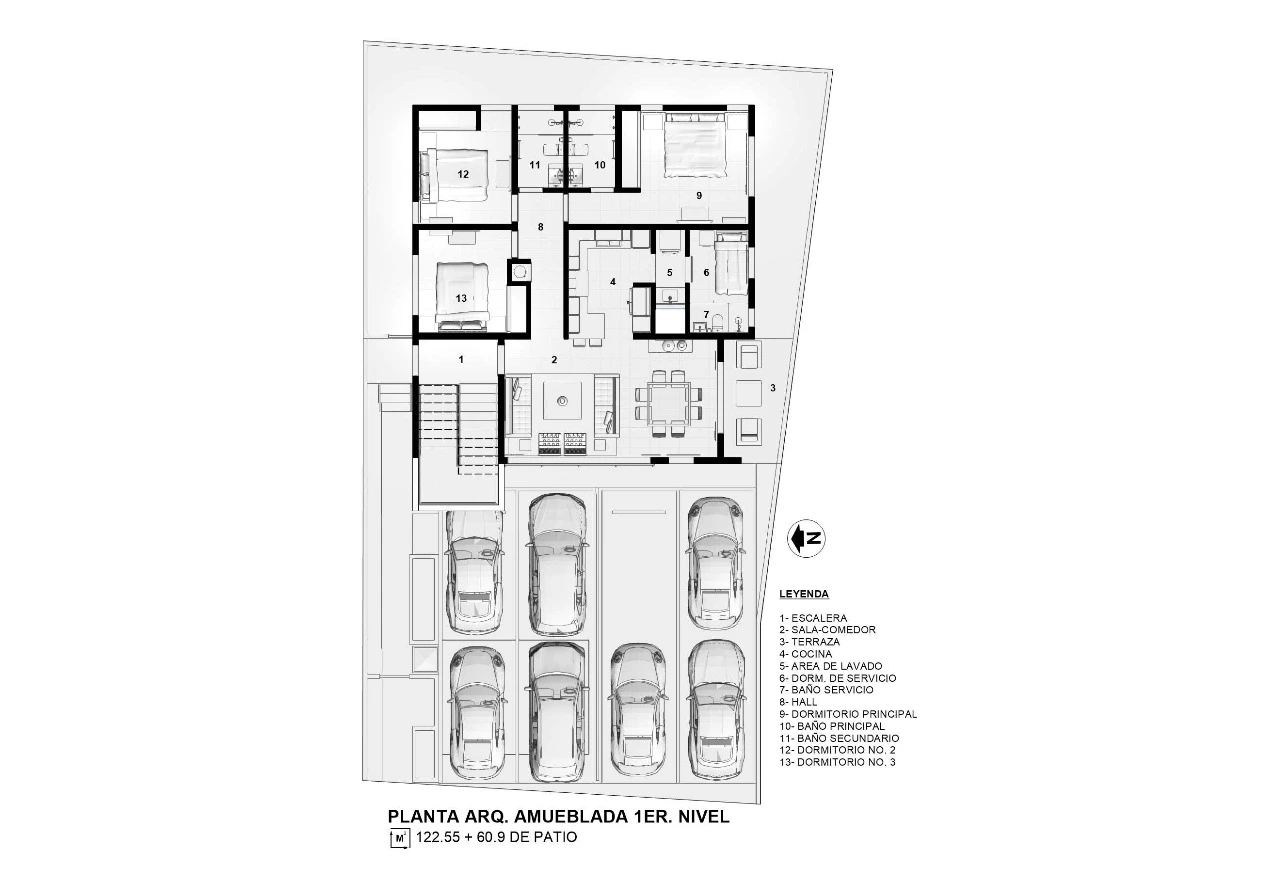 12
11
10
9
8
13
4
5
6
7
1
2
3
N
LEYENDA
1- ESCALERA
2- SALA-COMEDOR
3- TERRAZA
4- COCINA
5- AREA DE LAVADO
6- DORM. DE SERVICIO
7- BAÑO SERVICIO
8- HALL
9- DORMITORIO PRINCIPAL
10- BAÑO PRINCIPAL
11- BAÑO SECUNDARIO
12- DORMITORIO NO. 2
13- DORMITORIO NO. 3
PLANTA ARQ. AMUEBLADA 1ER. NIVEL
M² 122.55 + 60.9 DE PATIO